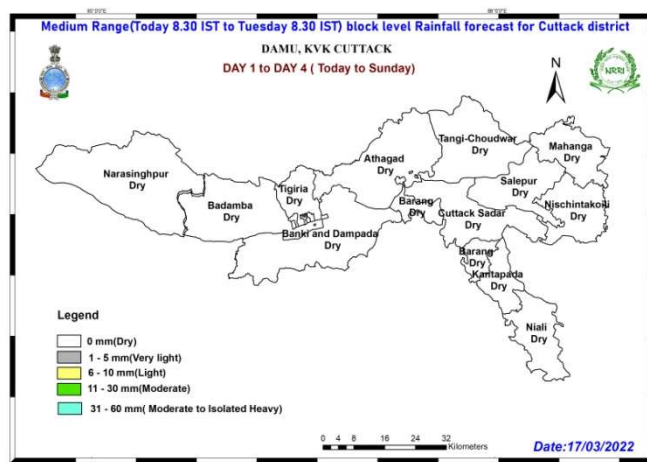 Medium Range(Today 8.30 IST to Tuesday 8.30 IST) block level Rainfall forecast for Cuttack district
DAMU, KVK CUTTACK
DAY 1 to DAY 4 ( Today to Sunday)
N
NRRI
Tangi-Choudwar
Dry
Mahanga
Dry
Athagad
Dry
Narasinghpur
Dry
Salepur
Dry
Tigiria
Dry
Badamba
Dry
Barang
Dry
Nischintakoili
Dry
Cuttack Sadar
Dry
Banki and Dampada
Dry
Barang
Dry
Kantapada
Dry
Niali
Dry
Legend
0 mm(Dry)
1 - 5 mm(Very light)
6 - 10 mm(Light)
11 - 30 mm(Moderate)
31 - 60 mm( Moderate to Isolated Heavy)
0 4 8 16 24 32
Kilometers
Date:17/03/2022